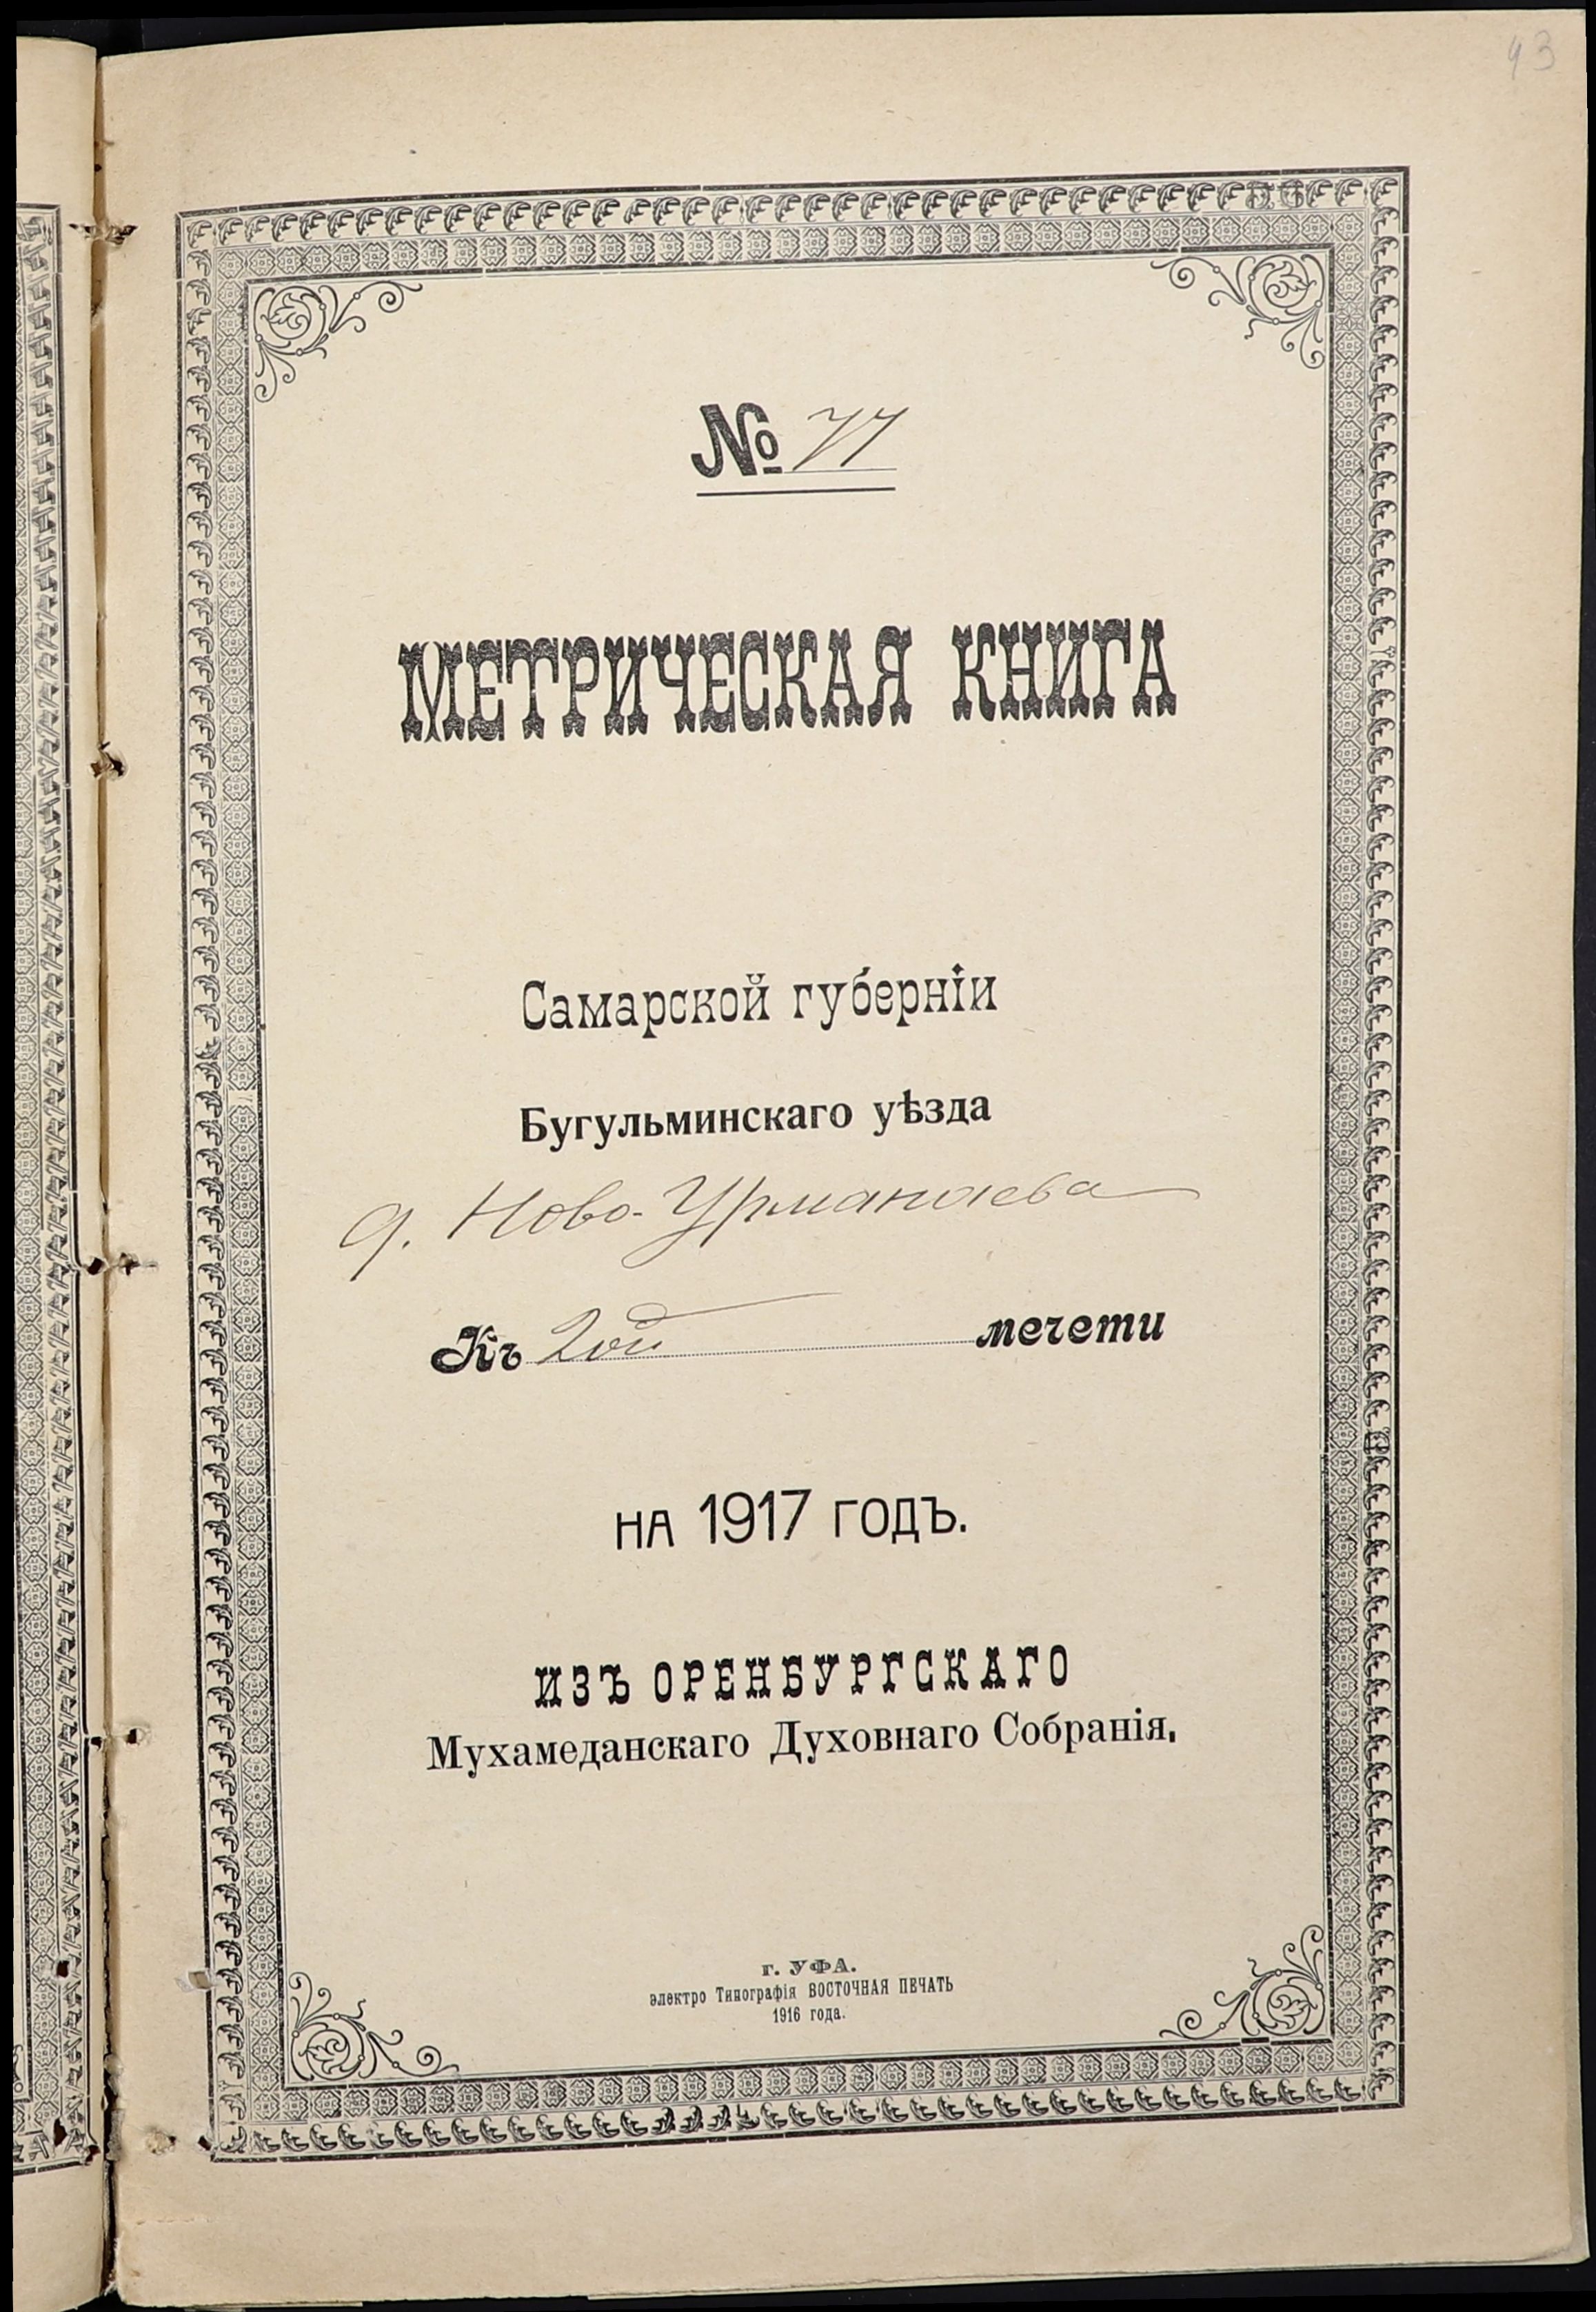 43
№ 77
МЕТРИЧЕСКАЯ КНИГА
Самарской губерніи
Бугульминскаго уѣзда
д. Ново-Урманаева
Къ 2ой мечети
НА 1917 ГОДЪ.
ИЗЪ ОРЕНБУРГСКАГО
Мухамеданскаго Духовнаго Собранія.
г. УФА.
электро Типографія ВОСТОЧНАЯ ПЕЧАТЬ
1916 года.